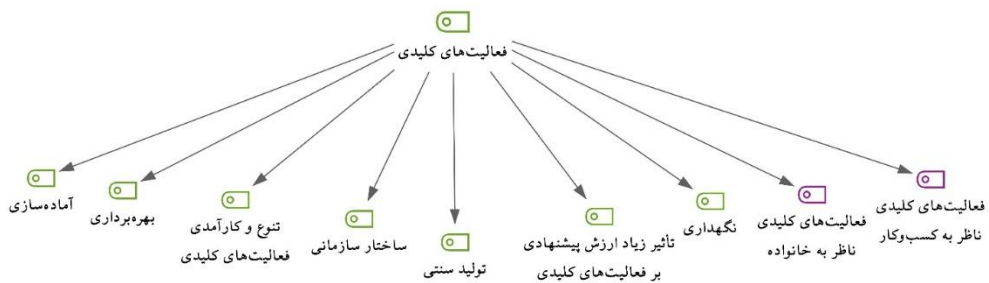 فعالیت‌های کلیدی
فعالیت‌های کلیدی
ناظر به کسب‌وکار
فعالیت‌های کلیدی
ناظر به خانواده
نگهداری
تأثیر زیاد ارزش پیشنهادی
بر فعالیت‌های کلیدی
تولید سنتی
ساختار سازمانی
تنوع و کارآمدی
فعالیت‌های کلیدی
بهره‌برداری
آماده‌سازی